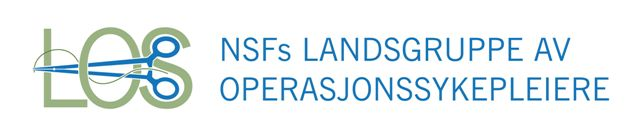 LOS
NSFs LANDSGRUPPE AV
OPERASJONSSYKEPLEIERE